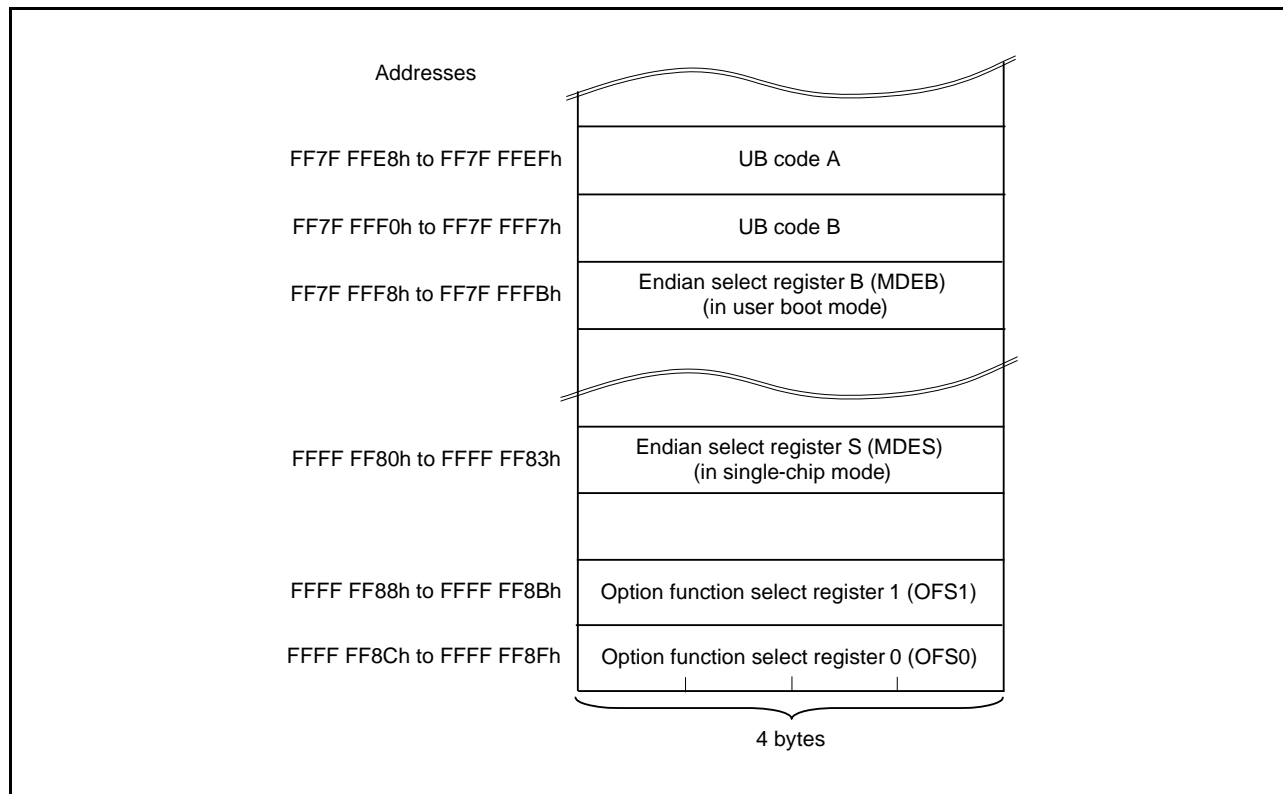 Addresses
FF7F FFE8h to FF7F FFEFh
UB code A
FF7F FFF0h to FF7F FFF7h
UB code B
FF7F FFF8h to FF7F FFFBh
Endian select register B (MDEB)
(in user boot mode)
FFFF FF80h to FFFF FF83h
Endian select register S (MDES)
(in single-chip mode)
FFFF FF88h to FFFF FF8Bh
Option function select register 1 (OFS1)
FFFF FF8Ch to FFFF FF8Fh
Option function select register 0 (OFS0)
4 bytes